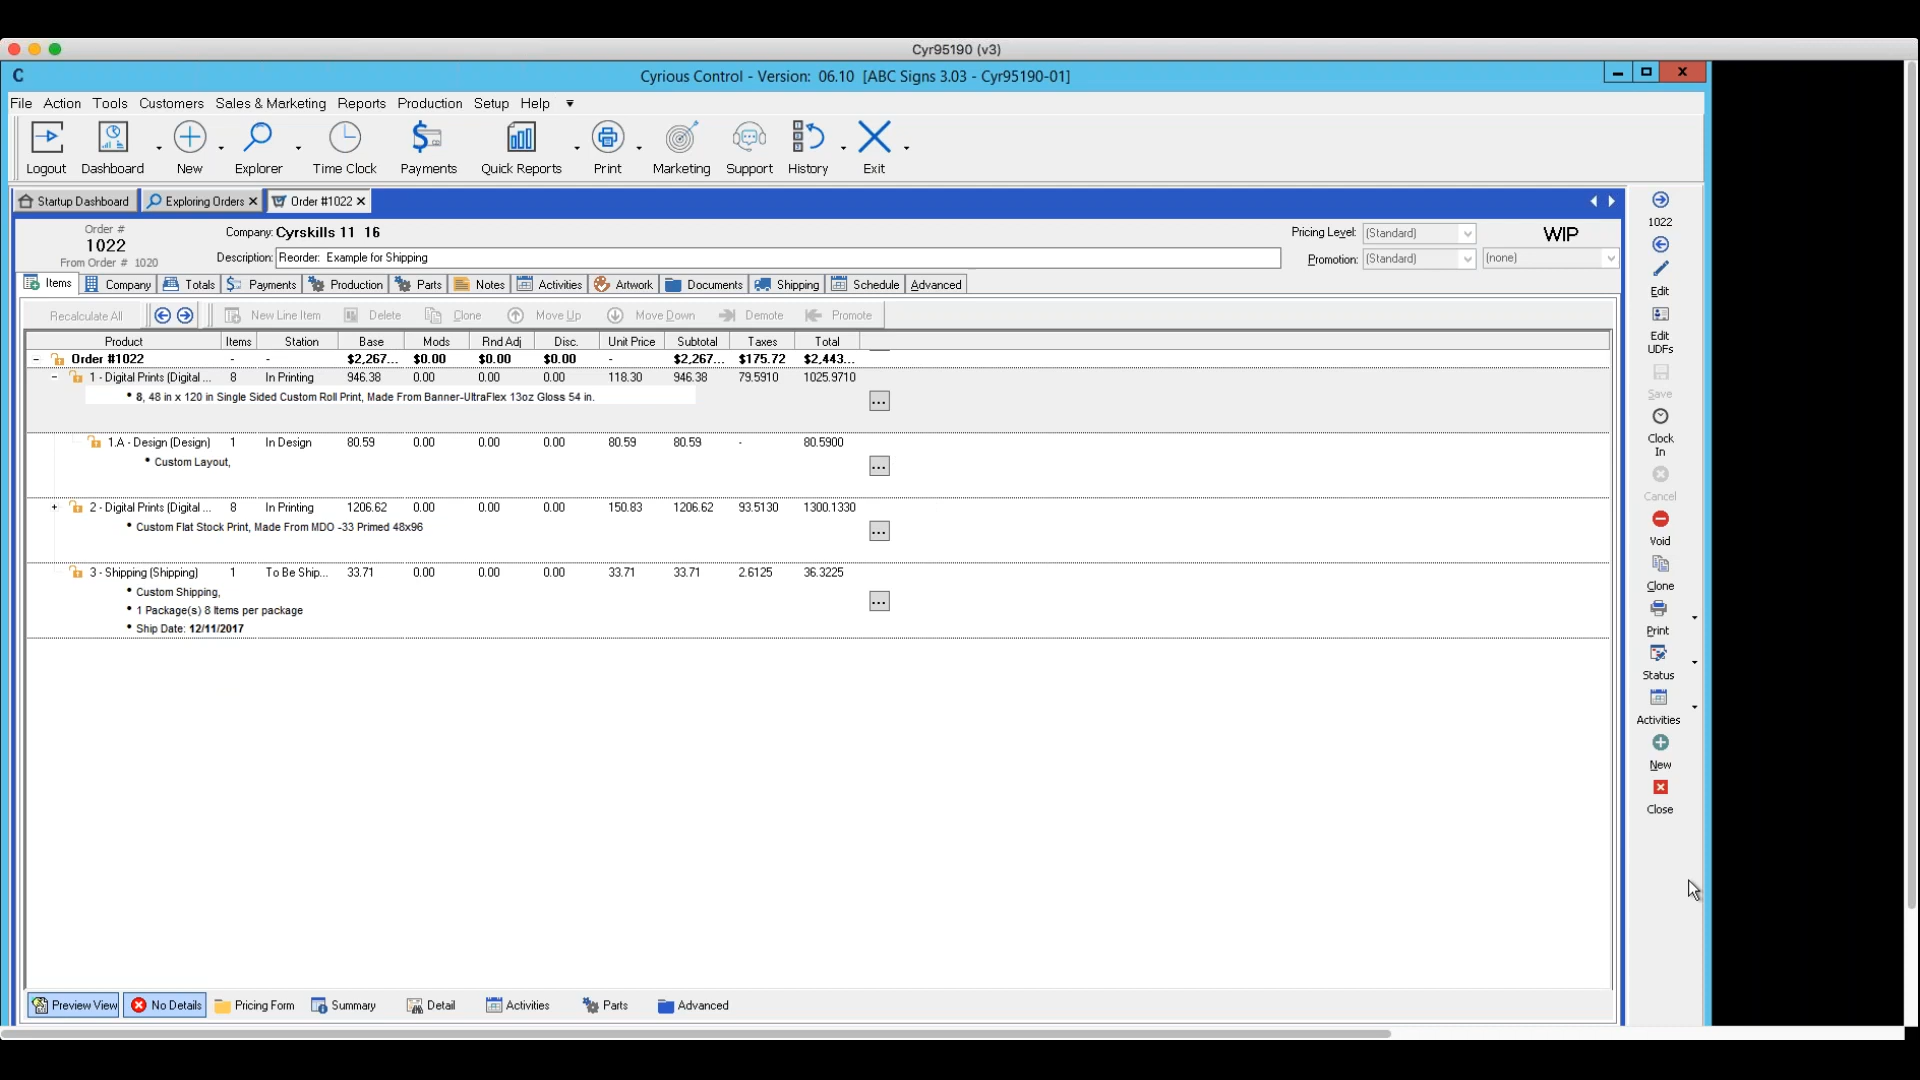 Cyr95190 (v3)
C Cyrious Control - Version: 06.10 [ABC Signs 3.03 - Cyr95190-01]
File Action Tools Customers Sales & Marketing Reports Production Setup Help
Logout Dashboard New Explorer Time Clock Payments Quick Reports Print Marketing Support History Exit
Startup Dashboard Exploring Orders Order #1022
Order # Company: Cyrskills 11 16 Pricing Level: (Standard) WIP
1022
From Order # 1020 Description: Reorder: Example for Shipping Promotion: (Standard) (none)
Items Company Totals Payments Production Parts Notes Activities Artwork Documents Shipping Schedule Advanced
Recalculate All New Line Item Delete Clone Move Up Move Down Demote Promote
Product Items Station Base Mods Rnd Adj Disc. Unit Price Subtotal Taxes Total
- Order #1022 - - $2,267... $0.00 $0.00 $0.00 - $2,267... $175.72 $2,443...
- 1 - Digital Prints (Digital ... 8 In Printing 946.38 0.00 0.00 0.00 118.30 946.38 79.5910 1025.9710
• 8, 48 in x 120 in Single Sided Custom Roll Print, Made From Banner-UltraFlex 13oz Gloss 54 in. ...
1.A - Design (Design) 1 In Design 80.59 0.00 0.00 0.00 80.59 80.59 - 80.5900
• Custom Layout, ...
+ 2 - Digital Prints (Digital ... 8 In Printing 1206.62 0.00 0.00 0.00 150.83 1206.62 93.5130 1300.1330
• Custom Flat Stock Print, Made From MDO -33 Primed 48x96 ...
3 - Shipping (Shipping) 1 To Be Ship... 33.71 0.00 0.00 0.00 33.71 33.71 2.6125 36.3225
• Custom Shipping,
• 1 Package(s) 8 Items per package ...
• Ship Date: 12/11/2017
Preview View No Details Pricing Form Summary Detail Activities Parts Advanced
1022
Edit
Edit
UDFs
Save
Clock
In
Cancel
Void
Clone
Print
Status
Activities
New
Close